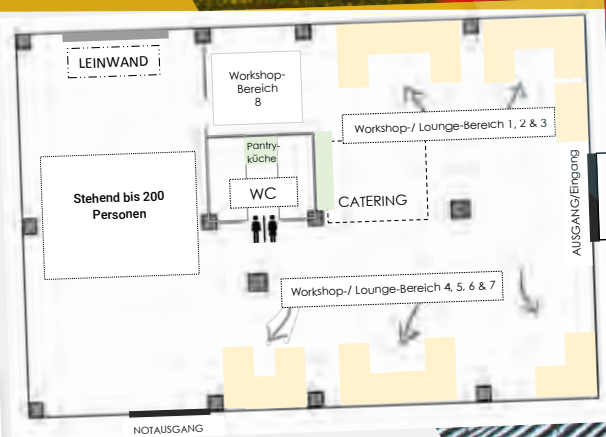 LEINWAND
Workshop-
Bereich
8
Workshop-/ Lounge-Bereich 1, 2 & 3
Pantry-
küche
WC
CATERING
Stehend bis 200
Personen
AUSGANG/Eingang
Workshop-/ Lounge-Bereich 4, 5, 6 & 7
NOTAUSGANG